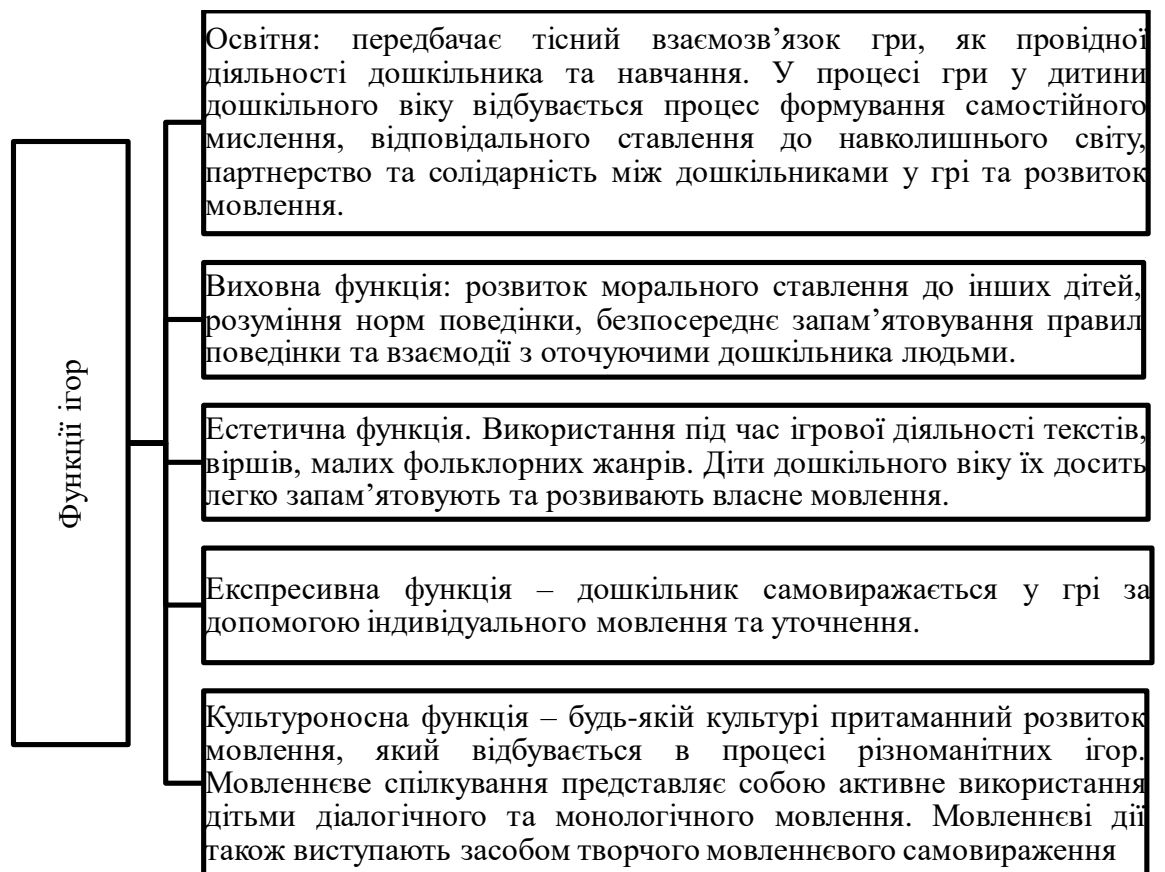 Функції ігор
Освітня: передбачає тісний взаємозв’язок гри, як провідної
діяльності дошкільника та навчання. У процесі гри у дитини
дошкільного віку відбувається процес формування самостійного
мислення, відповідального ставлення до навколишнього світу,
партнерство та солідарність між дошкільниками у грі та розвиток
мовлення.
Виховна функція: розвиток морального ставлення до інших дітей,
розуміння норм поведінки, безпосереднє запам’ятовування правил
поведінки та взаємодії з оточуючими дошкільника людьми.
Естетична функція. Використання під час ігрової діяльності текстів,
віршів, малих фольклорних жанрів. Діти дошкільного віку їх досить
легко запам’ятовують та розвивають власне мовлення.
Експресивна функція – дошкільник самовиражається у грі за
допомогою індивідуального мовлення та уточнення.
Культуроносна функція – будь-якій культурі притаманний розвиток
мовлення, який відбувається в процесі різноманітних ігор.
Мовленнєве спілкування представляє собою активне використання
дітьми діалогічного та монологічного мовлення. Мовленнєві дії
також виступають засобом творчого мовленнєвого самовираження